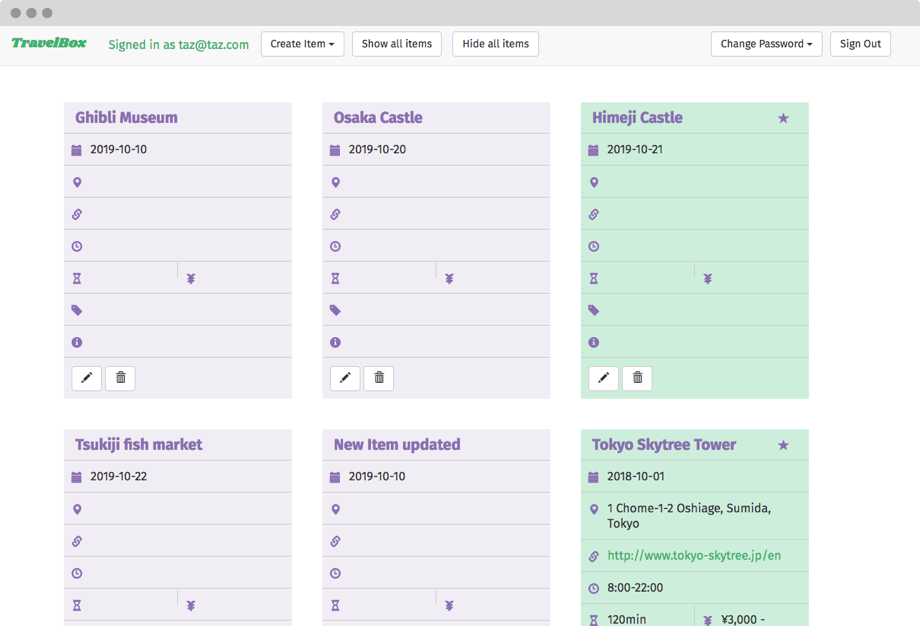 TravelBox Signed in as taz@taz.com Create Item Show all items Hide all items Change Password Sign Out
Ghibli Museum Osaka Castle Himeji Castle
2019-10-10 2019-10-20 2019-10-21
¥ ¥ ¥
Tsukiji fish market New Item updated Tokyo Skytree Tower
2019-10-22 2019-10-10 2018-10-01
1 Chome-1-2 Oshiage, Sumida,
Tokyo
http://www.tokyo-skytree.jp/en
8:00-22:00
¥ ¥ 120min ¥ ¥3,000 -